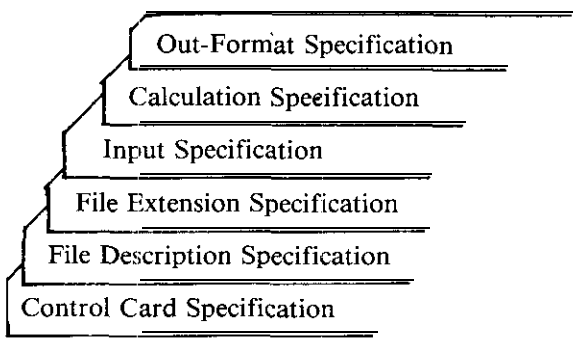 Out-Format Specification
Calculation Speeification
Input Specification
File Extension Specification
File Description Specification
Control Card Specification